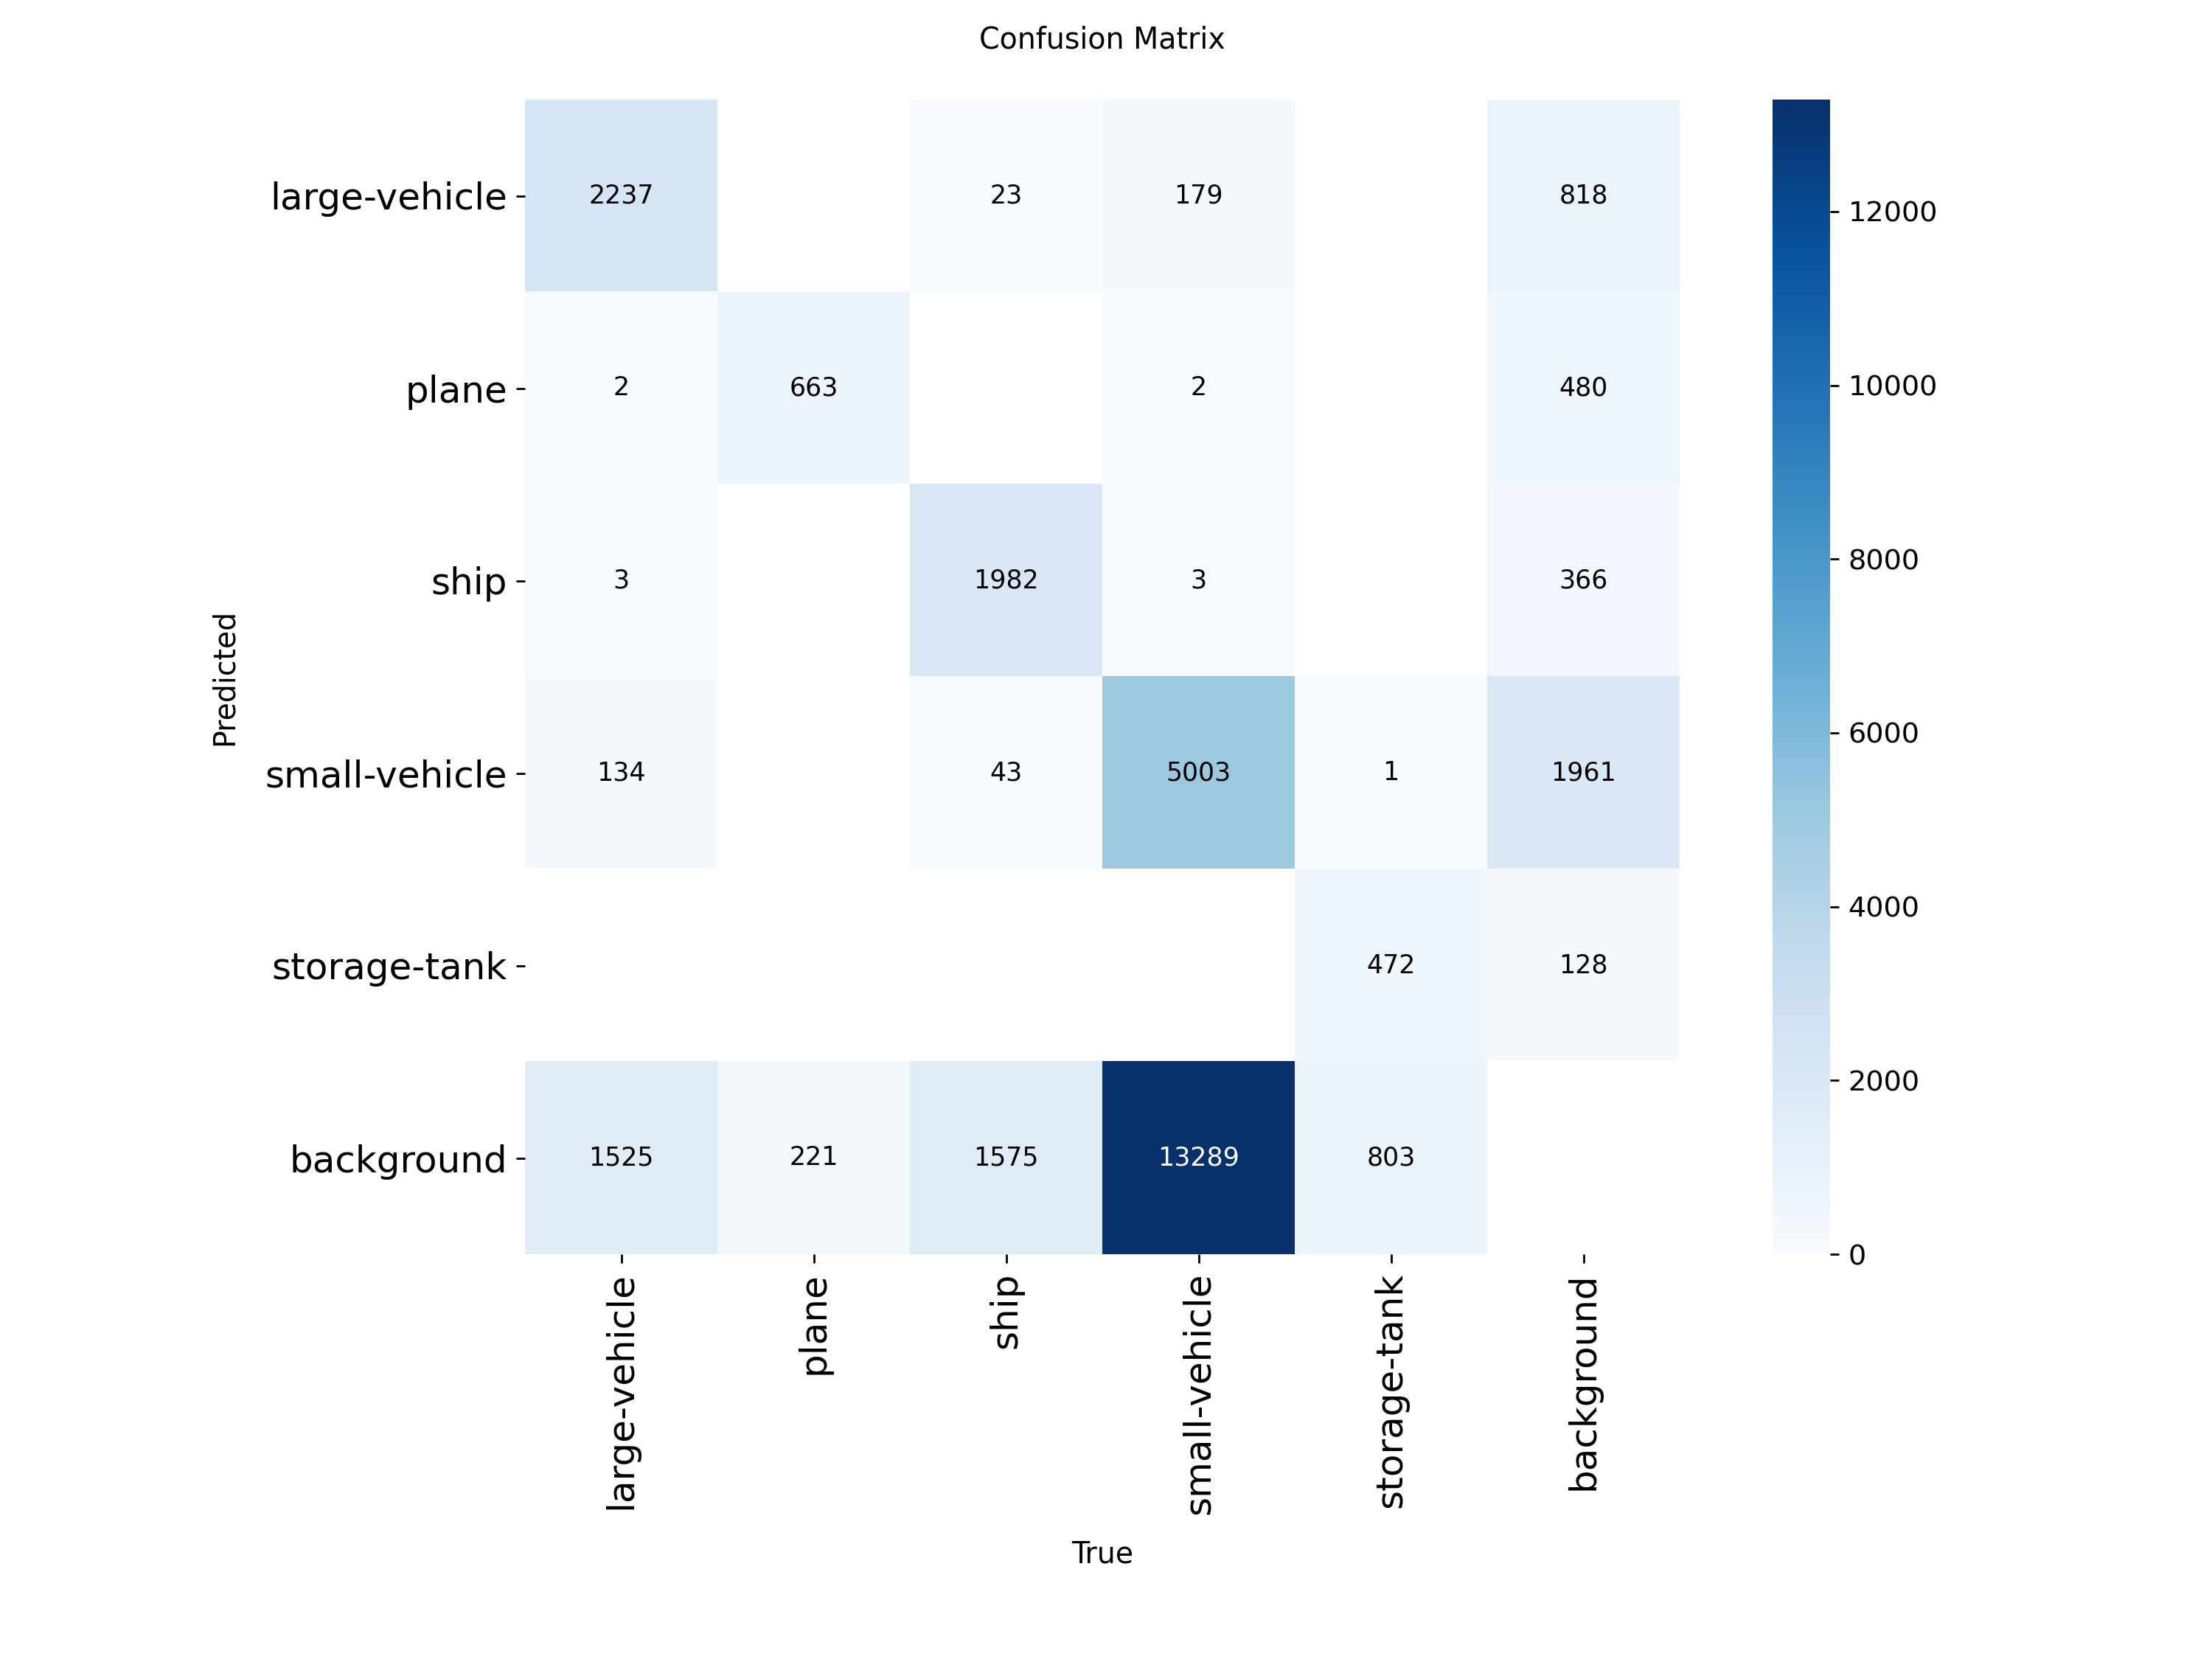 Confusion Matrix
large-vehicle 2237 23 179 818
plane 2 663 2 480
ship 3 1982 3 366
small-vehicle 134 43 5003 1 1961
storage-tank 472 128
background 1525 221 1575 13289 803
Predicted
large-vehicle plane ship small-vehicle storage-tank background
True
12000
10000
8000
6000
4000
2000
0